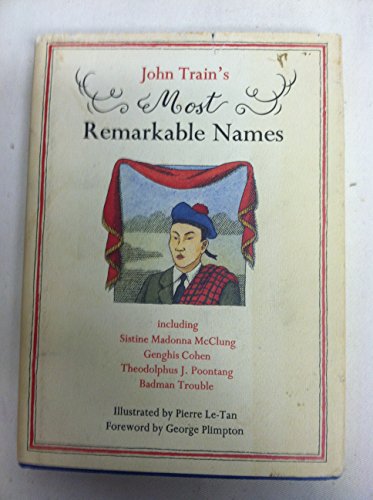 John Train's
Most
Remarkable Names
including
Sistine Madonna McClung
Genghis Cohen
Theodolphus J. Poontang
Badman Trouble
Illustrated by Pierre Le-Tan
Foreword by George Plimpton